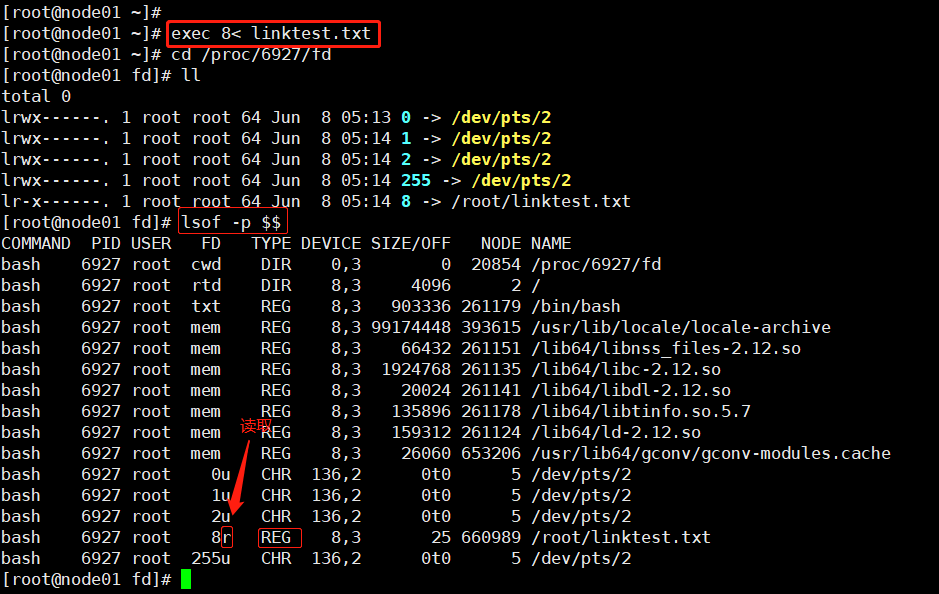 [root@node01 ~]#
[root@node01 ~]# exec 8< linktest.txt
[root@node01 ~]# cd /proc/6927/fd
[root@node01 fd]# ll
total 0
lrwx------. 1 root root 64 Jun  8 05:13 0 -> /dev/pts/2
lrwx------. 1 root root 64 Jun  8 05:14 1 -> /dev/pts/2
lrwx------. 1 root root 64 Jun  8 05:14 2 -> /dev/pts/2
lrwx------. 1 root root 64 Jun  8 05:14 255 -> /dev/pts/2
lr-x------. 1 root root 64 Jun  8 05:14 8 -> /root/linktest.txt
[root@node01 fd]# lsof -p $$
COMMAND  PID USER   FD   TYPE DEVICE SIZE/OFF   NODE NAME
bash    6927 root  cwd    DIR    0,3        0  20854 /proc/6927/fd
bash    6927 root  rtd    DIR    8,3     4096      2 /
bash    6927 root  txt    REG    8,3   903336 261179 /bin/bash
bash    6927 root  mem    REG    8,3 99174448 393615 /usr/lib/locale/locale-archive
bash    6927 root  mem    REG    8,3    66432 261151 /lib64/libnss_files-2.12.so
bash    6927 root  mem    REG    8,3  1924768 261135 /lib64/libc-2.12.so
bash    6927 root  mem    REG    8,3    20024 261141 /lib64/libdl-2.12.so
bash    6927 root  mem    REG    8,3   135896 261178 /lib64/libtinfo.so.5.7
读取
bash    6927 root  mem    REG    8,3   159312 261124 /lib64/ld-2.12.so
bash    6927 root  mem    REG    8,3    26060 653206 /usr/lib64/gconv/gconv-modules.cache
bash    6927 root    0u   CHR  136,2      0t0      5 /dev/pts/2
bash    6927 root    1u   CHR  136,2      0t0      5 /dev/pts/2
bash    6927 root    2u   CHR  136,2      0t0      5 /dev/pts/2
bash    6927 root    8r   REG    8,3       25 660989 /root/linktest.txt
bash    6927 root  255u   CHR  136,2      0t0      5 /dev/pts/2
[root@node01 fd]#